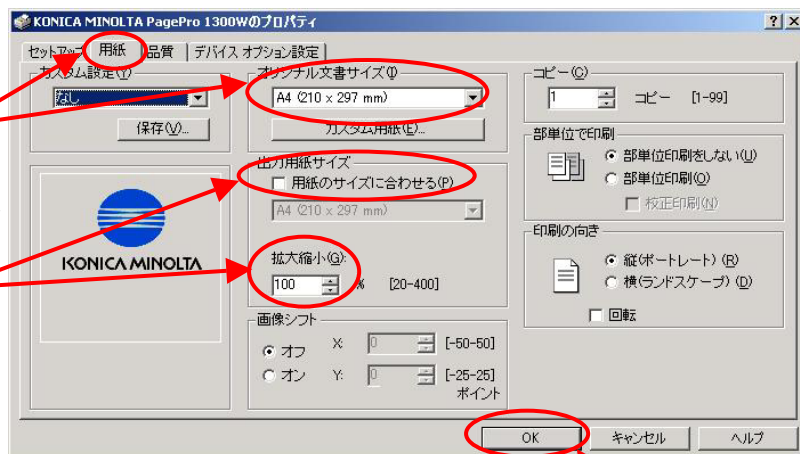 KONICA MINOLTA PagePro 1300Wのプロパティ
セットアップ 用紙 品質 デバイス オプション設定
カスタム設定(Y)
なし
保存(V)...
KONICA MINOLTA
オリジナル文書サイズ(I)
A4 (210 x 297 mm)
カスタム用紙(E)...
出力用紙サイズ
用紙のサイズに合わせる(P)
A4 (210 x 297 mm)
拡大縮小(G):
100 % [20-400]
画像シフト
オフ X: 0 [-50-50]
オン Y: 0 [-25-25]
ポイント
コピー(C)
1 コピー [1-99]
部単位で印刷
部単位印刷をしない(U)
部単位印刷(O)
校正印刷(N)
印刷の向き
縦(ポートレート) (R)
横(ランドスケープ) (D)
回転
OK キャンセル ヘルプ